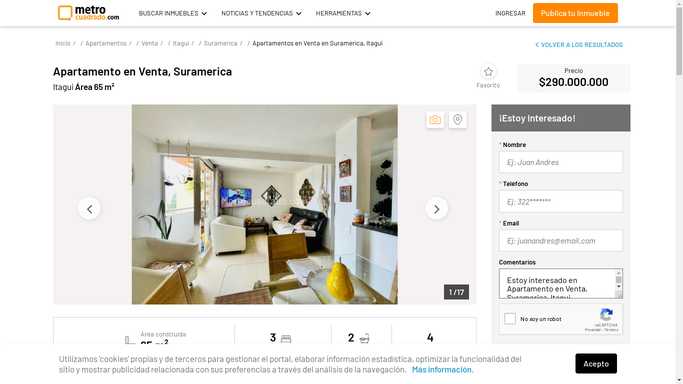 metro
cuadrado.com
BUSCAR INMUEBLES
NOTICIAS Y TENDENCIAS
HERRAMIENTAS
INGRESAR
Publica tu Inmueble
Inicio / / Apartamentos / / Venta / / Itagui / / Suramerica / / Apartamentos en Venta en Suramerica, Itagui
VOLVER A LOS RESULTADOS
Apartamento en Venta, Suramerica
Itagui Área 65 m²
Favorito
Precio
$290.000.000
¡Estoy Interesado!
* Nombre
Ej: Juan Andres
* Telefono
Ej: 322*******
* Email
Ej: juanandres@email.com
Comentarios
Estoy interesado en
Apartamento en Venta,
Suramerica, Itagui
1 /17
No soy un robot
reCAPTCHA
Privacidad - Términos
Área construida
65 m²
3
2
4
Utilizamos 'cookies' propias y de terceros para gestionar el portal, elaborar información estadística, optimizar la funcionalidad del
sitio y mostrar publicidad relacionada con sus preferencias a través del análisis de la navegación. Más información.
Acepto